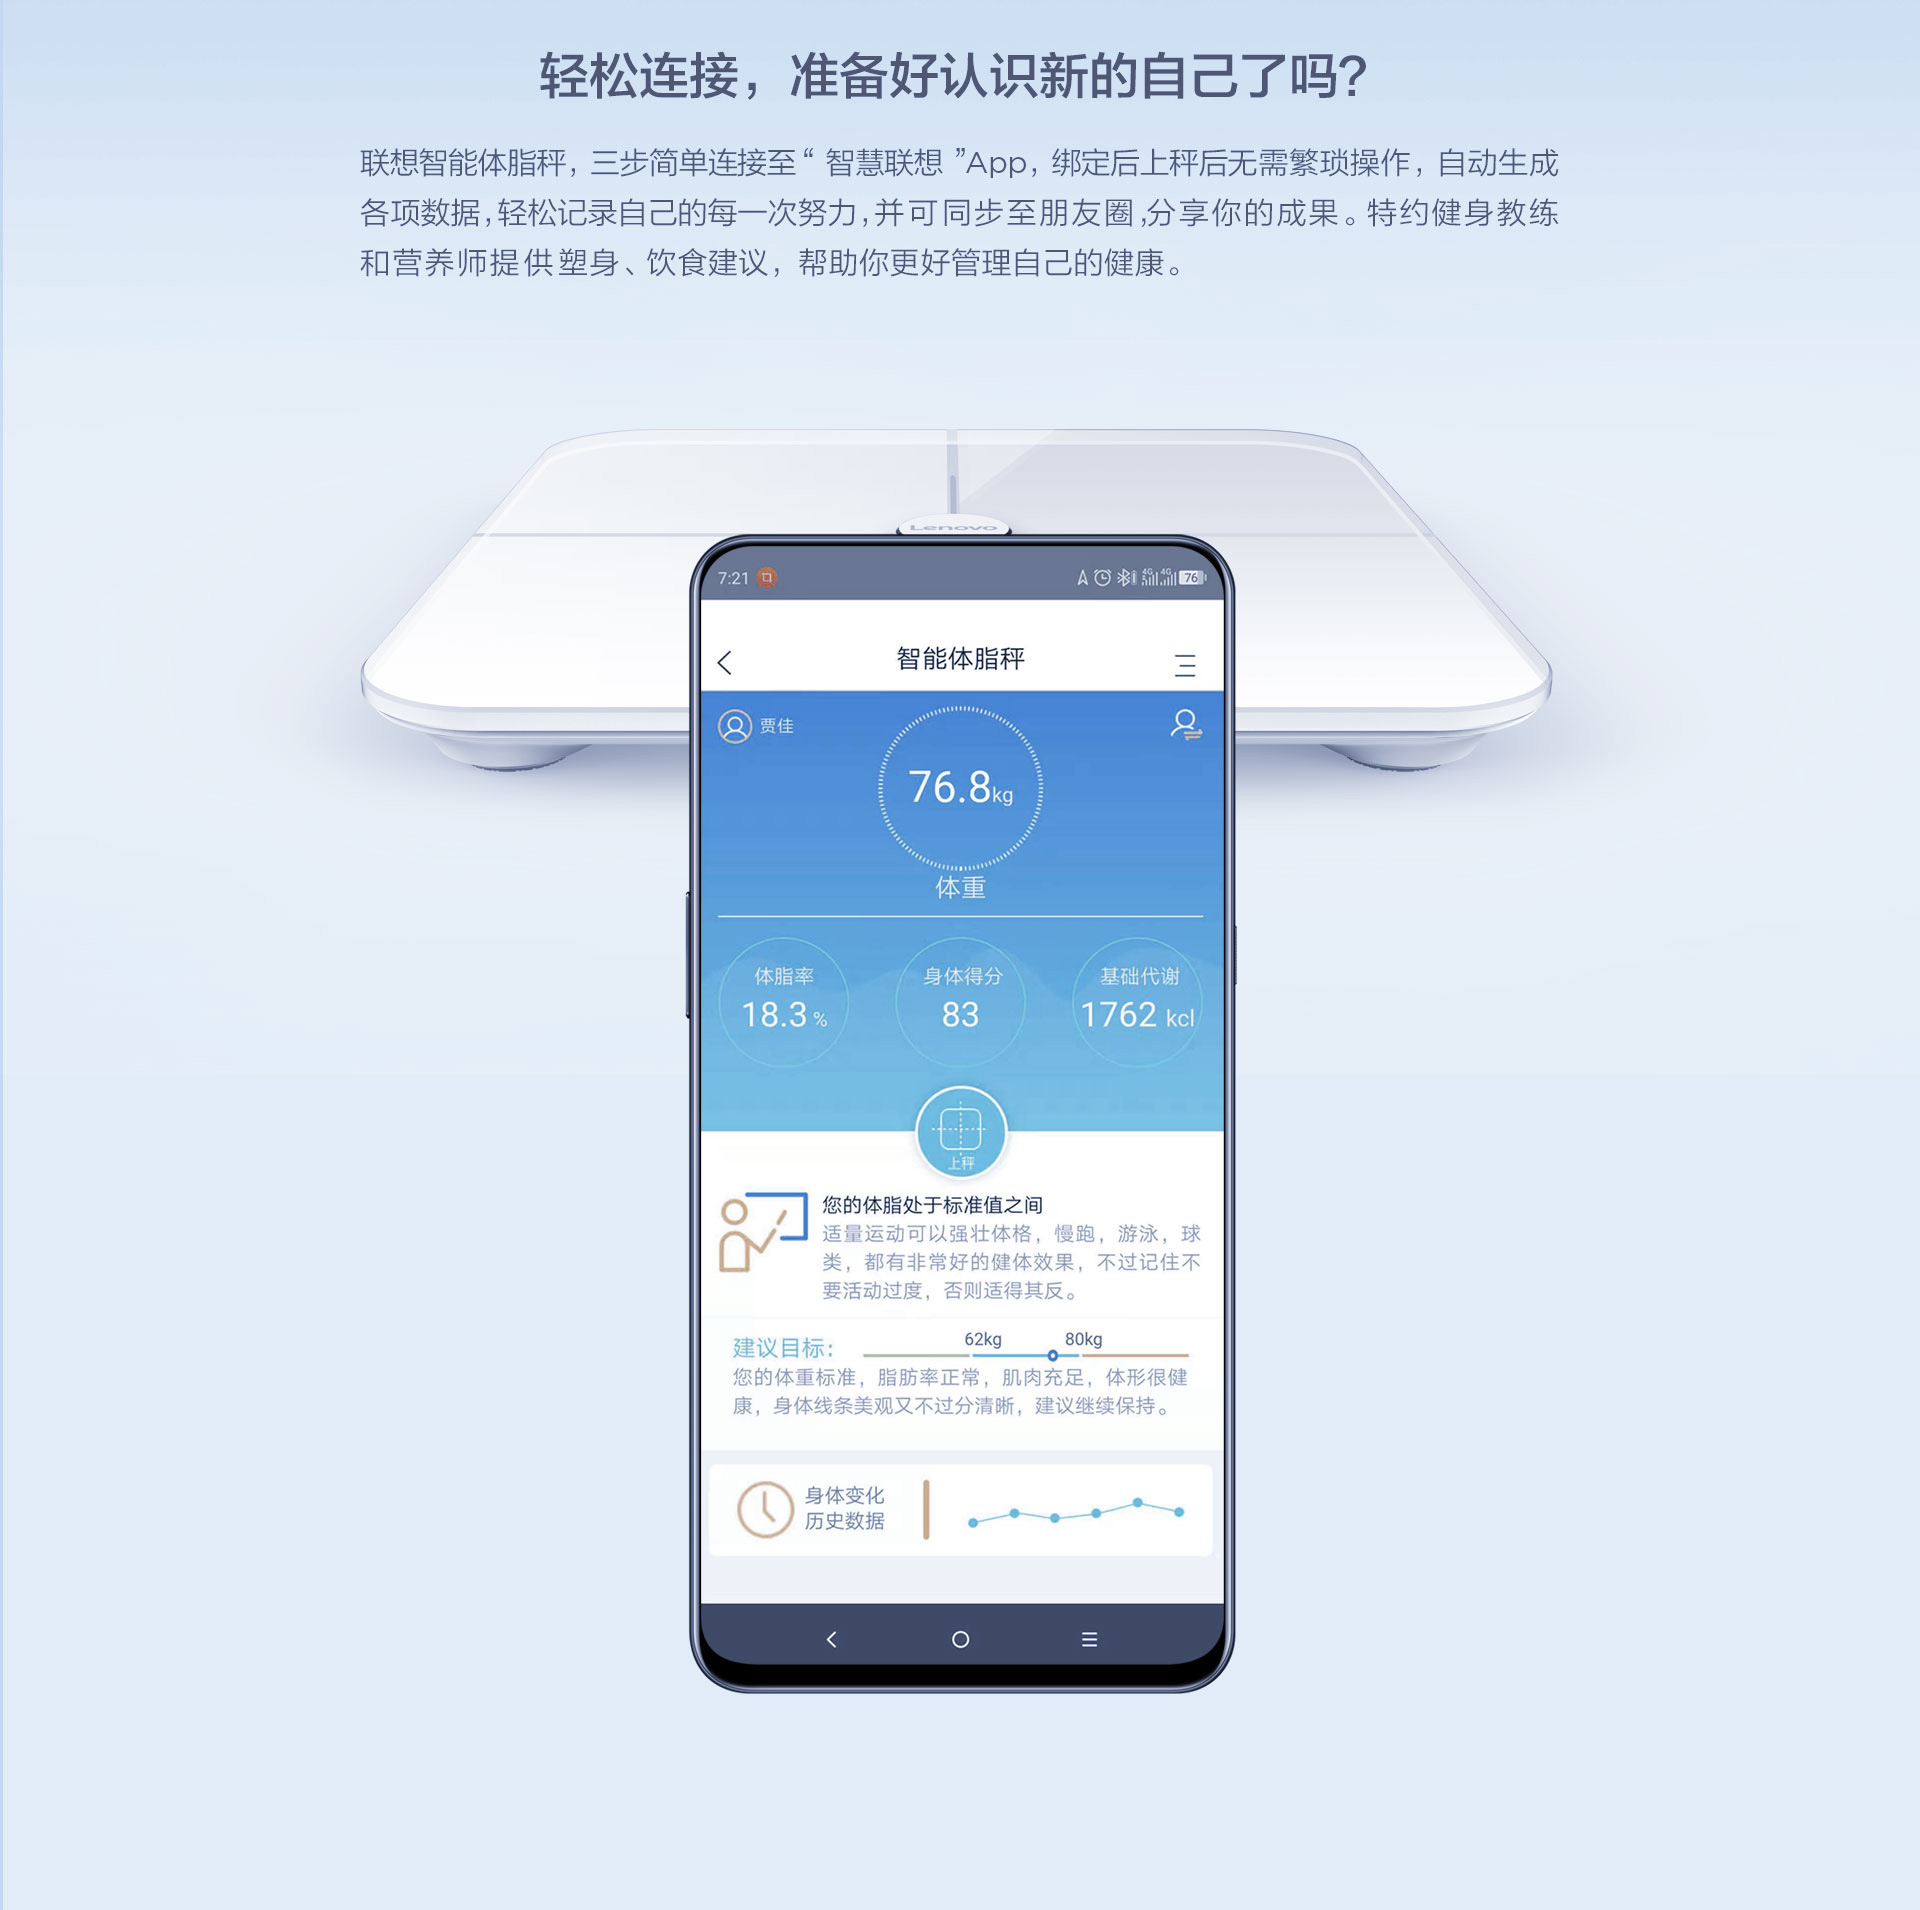 轻松连接，准备好认识新的自己了吗？
联想智能体脂秤，三步简单连接至“智慧联想”App，绑定后上秤后无需繁琐操作，自动生成
各项数据，轻松记录自己的每一次努力，并可同步至朋友圈，分享你的成果。特约健身教练
和营养师提供塑身、饮食建议，帮助你更好管理自己的健康。
Lenovo
7:21 4G 4G 76
智能体脂秤
贾佳
76.8kg
体重
体脂率 身体得分 基础代谢
18.3 % 83 1762 kcl
上秤
您的体脂处于标准值之间
适量运动可以强壮体格，慢跑，游泳，球
类，都有非常好的健体效果，不过记住不
要活动过度，否则适得其反。
62kg 80kg
建议目标：
您的体重标准，脂肪率正常，肌肉充足，体形很健
康，身体线条美观又不过分清晰，建议继续保持。
身体变化
历史数据